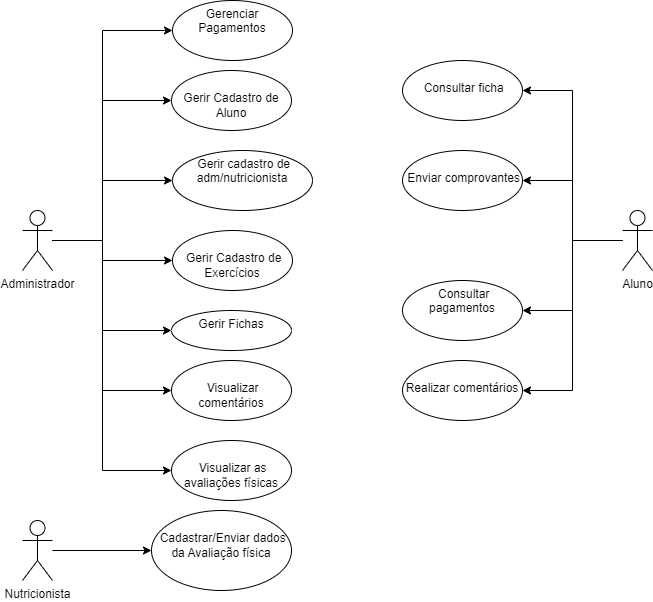 Gerenciar
Pagamentos
Gerir Cadastro de
Aluno
Gerir cadastro de
adm/nutricionista
Administrador
Gerir Cadastro de
Exercícios
Gerir Fichas
Visualizar
comentários
Visualizar as
avaliações físicas
Cadastrar/Enviar dados
da Avaliação física
Nutricionista
Consultar ficha
Enviar comprovantes
Aluno
Consultar
pagamentos
Realizar comentários